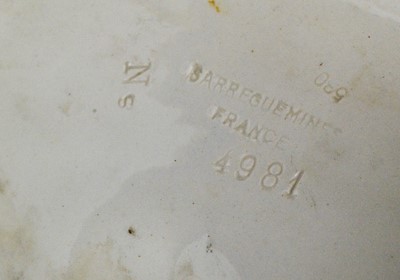 SARREGUEMINES
FRANCE
4981
N
S